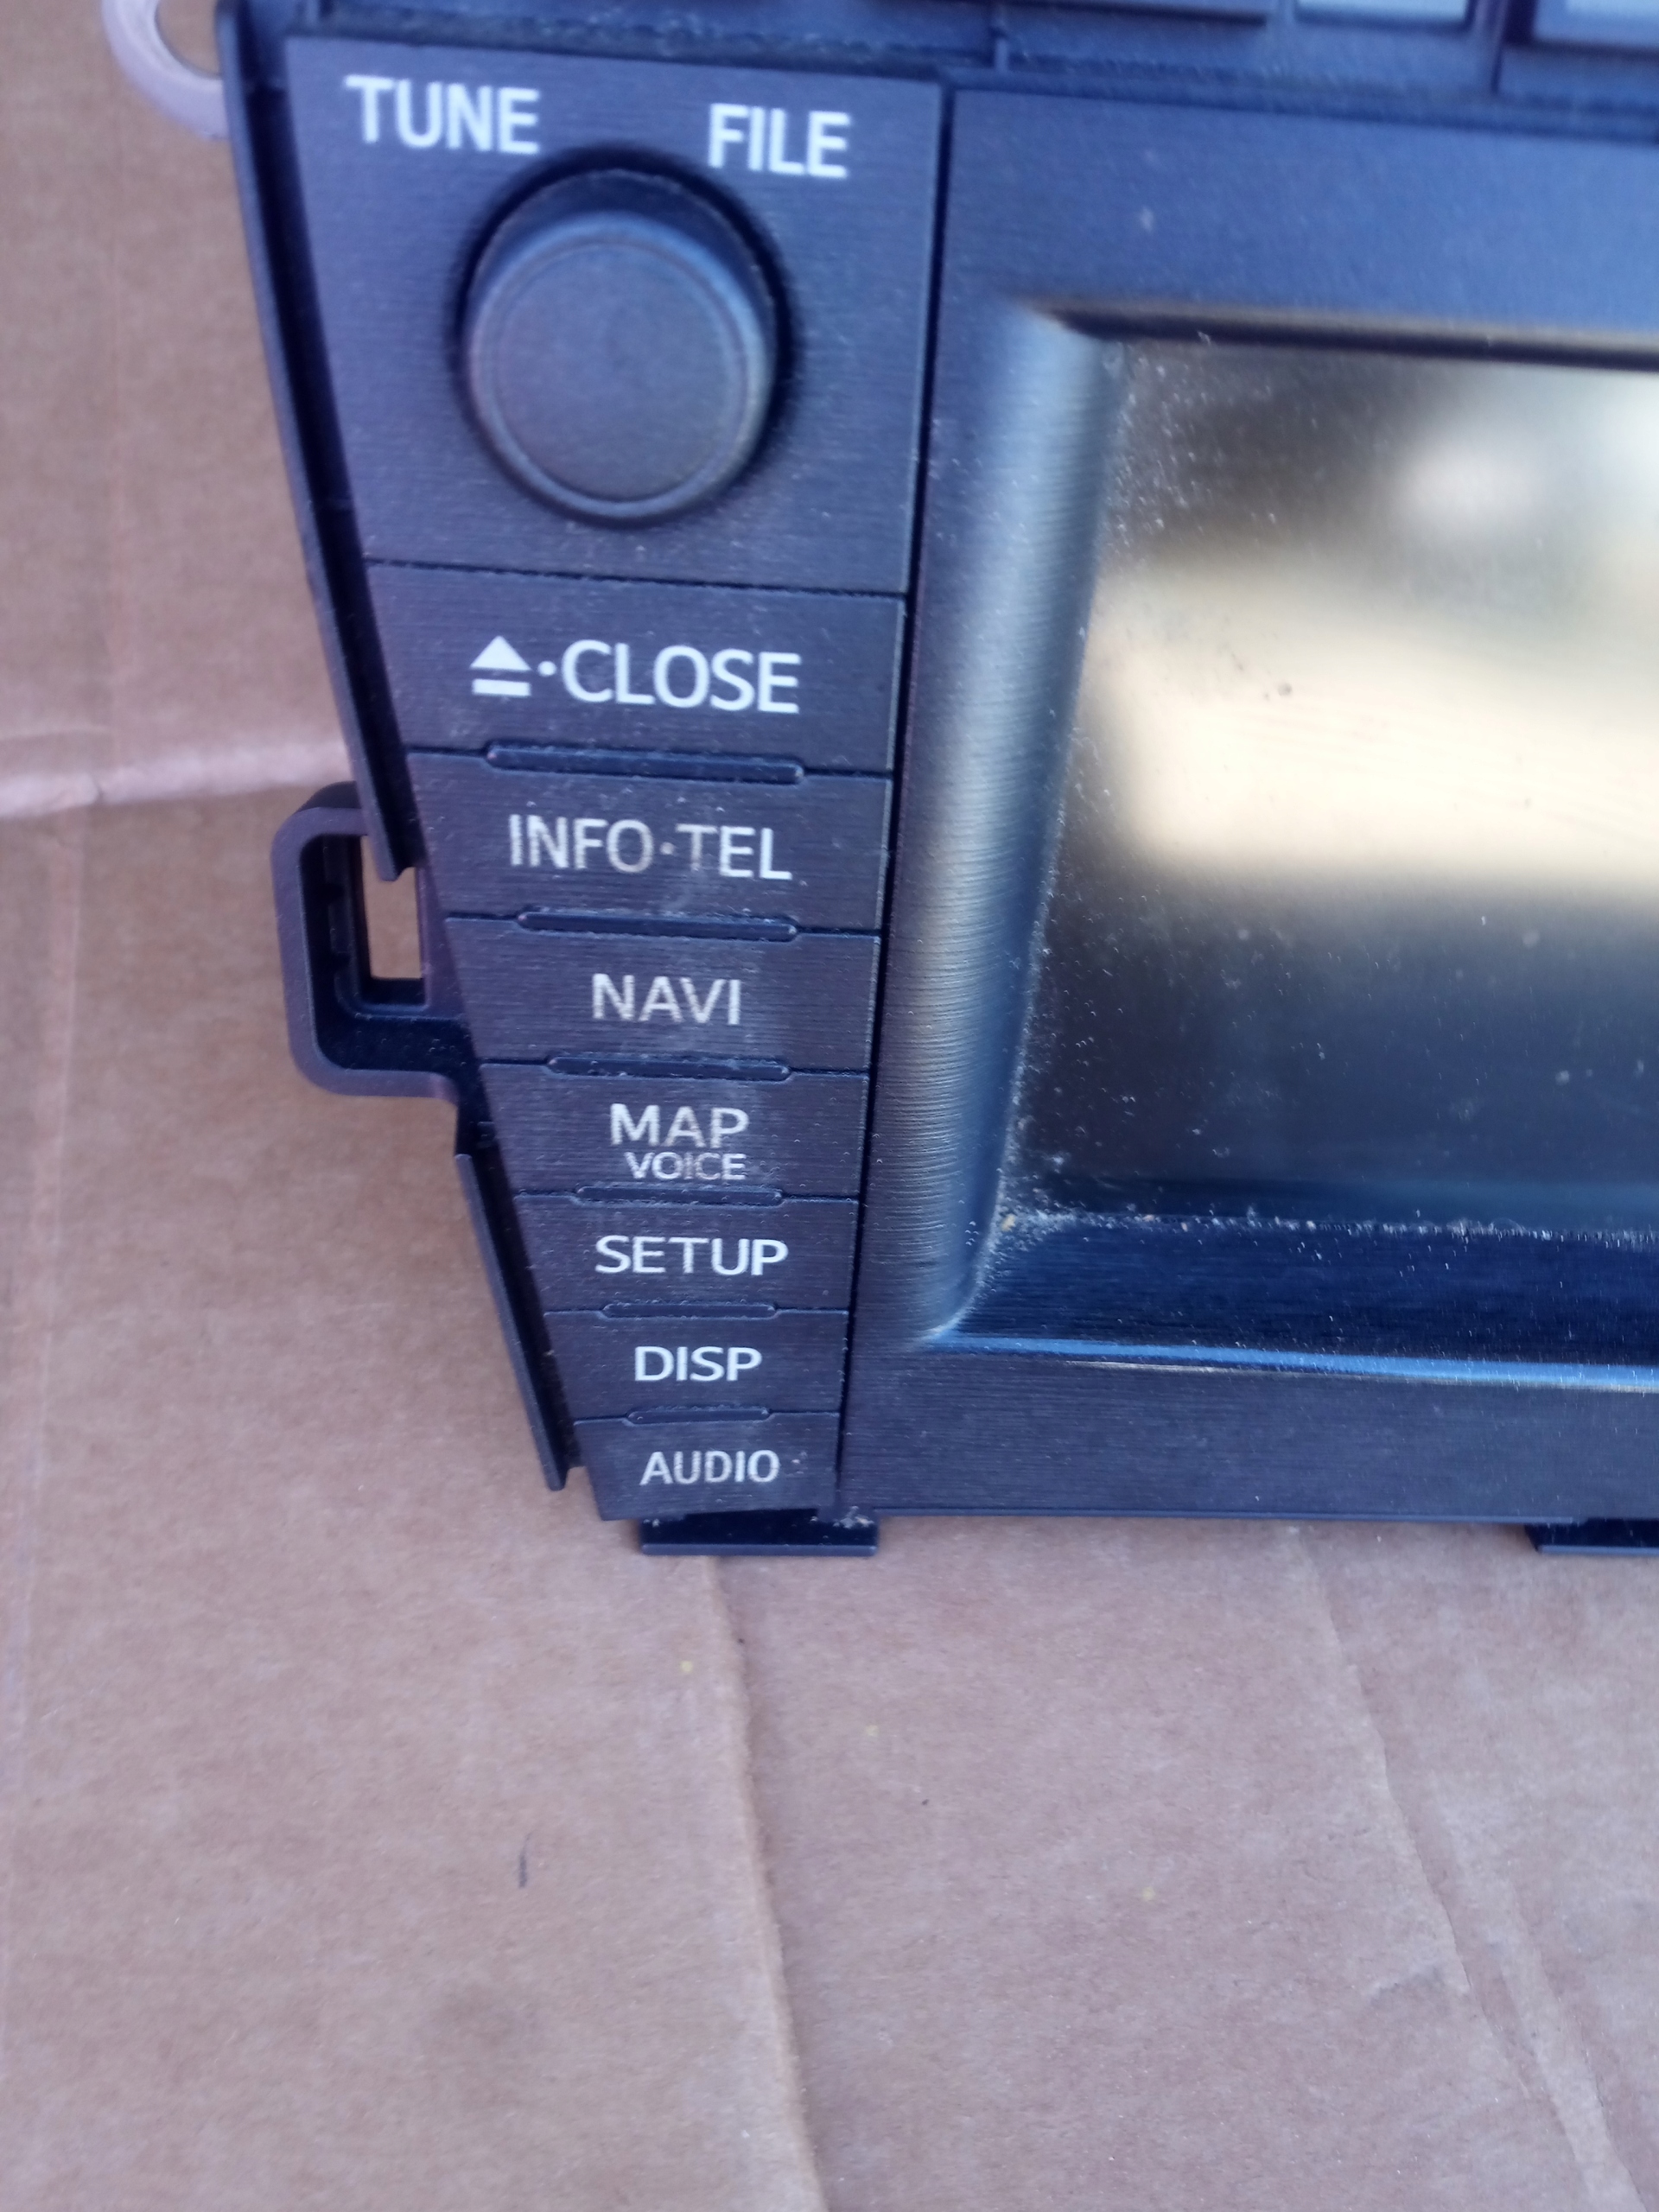 TUNE FILE
⏏·CLOSE
INFO·TEL
NAVI
MAP
VOICE
SETUP
DISP
AUDIO